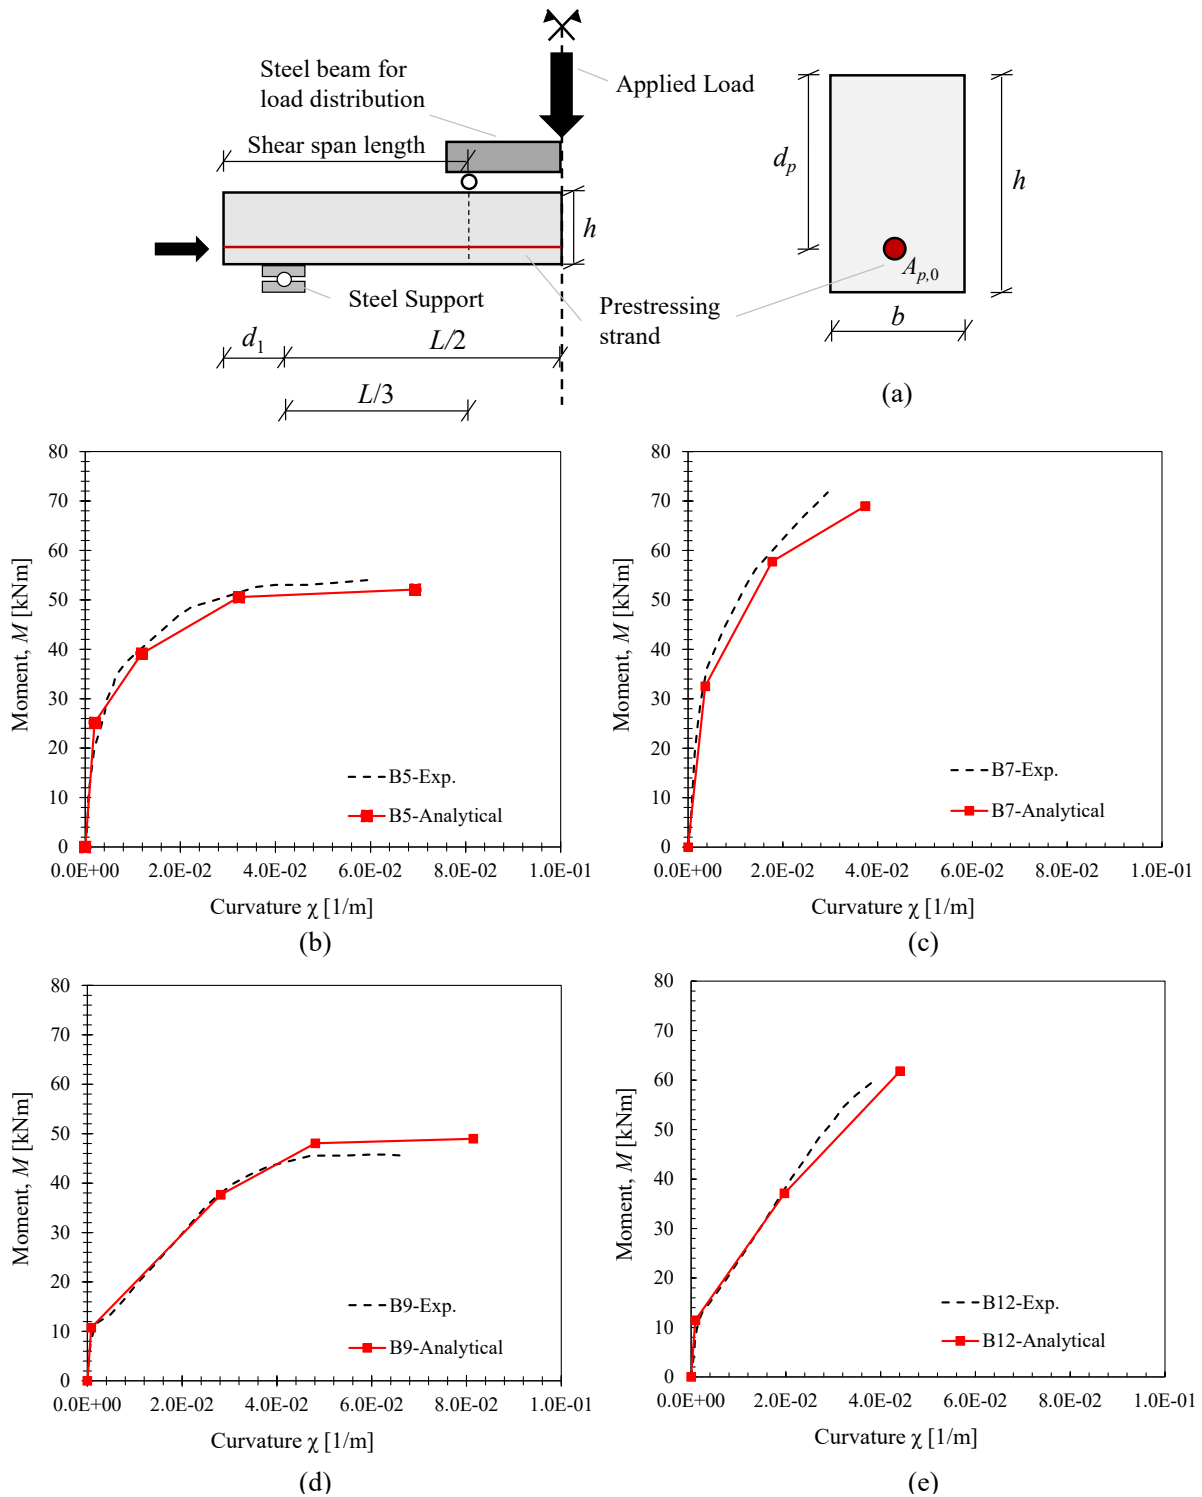 Steel beam for
load distribution
Applied Load
Shear span length
h
Steel Support
Prestressing
strand
d1
L/2
L/3
dp
h
Ap,0
b
(a)
80
70
60
50
40
30
20
10
0
Moment, M [kNm]
B5-Exp.
B5-Analytical
0.0E+00 2.0E-02 4.0E-02 6.0E-02 8.0E-02 1.0E-01
Curvature χ [1/m]
(b)
80
70
60
50
40
30
20
10
0
Moment, M [kNm]
B7-Exp.
B7-Analytical
0.0E+00 2.0E-02 4.0E-02 6.0E-02 8.0E-02 1.0E-01
Curvature χ [1/m]
(c)
80
70
60
50
40
30
20
10
0
Moment, M [kNm]
B9-Exp.
B9-Analytical
0.0E+00 2.0E-02 4.0E-02 6.0E-02 8.0E-02 1.0E-01
Curvature χ [1/m]
(d)
80
70
60
50
40
30
20
10
0
Moment, M [kNm]
B12-Exp.
B12-Analytical
0.0E+00 2.0E-02 4.0E-02 6.0E-02 8.0E-02 1.0E-01
Curvature χ [1/m]
(e)